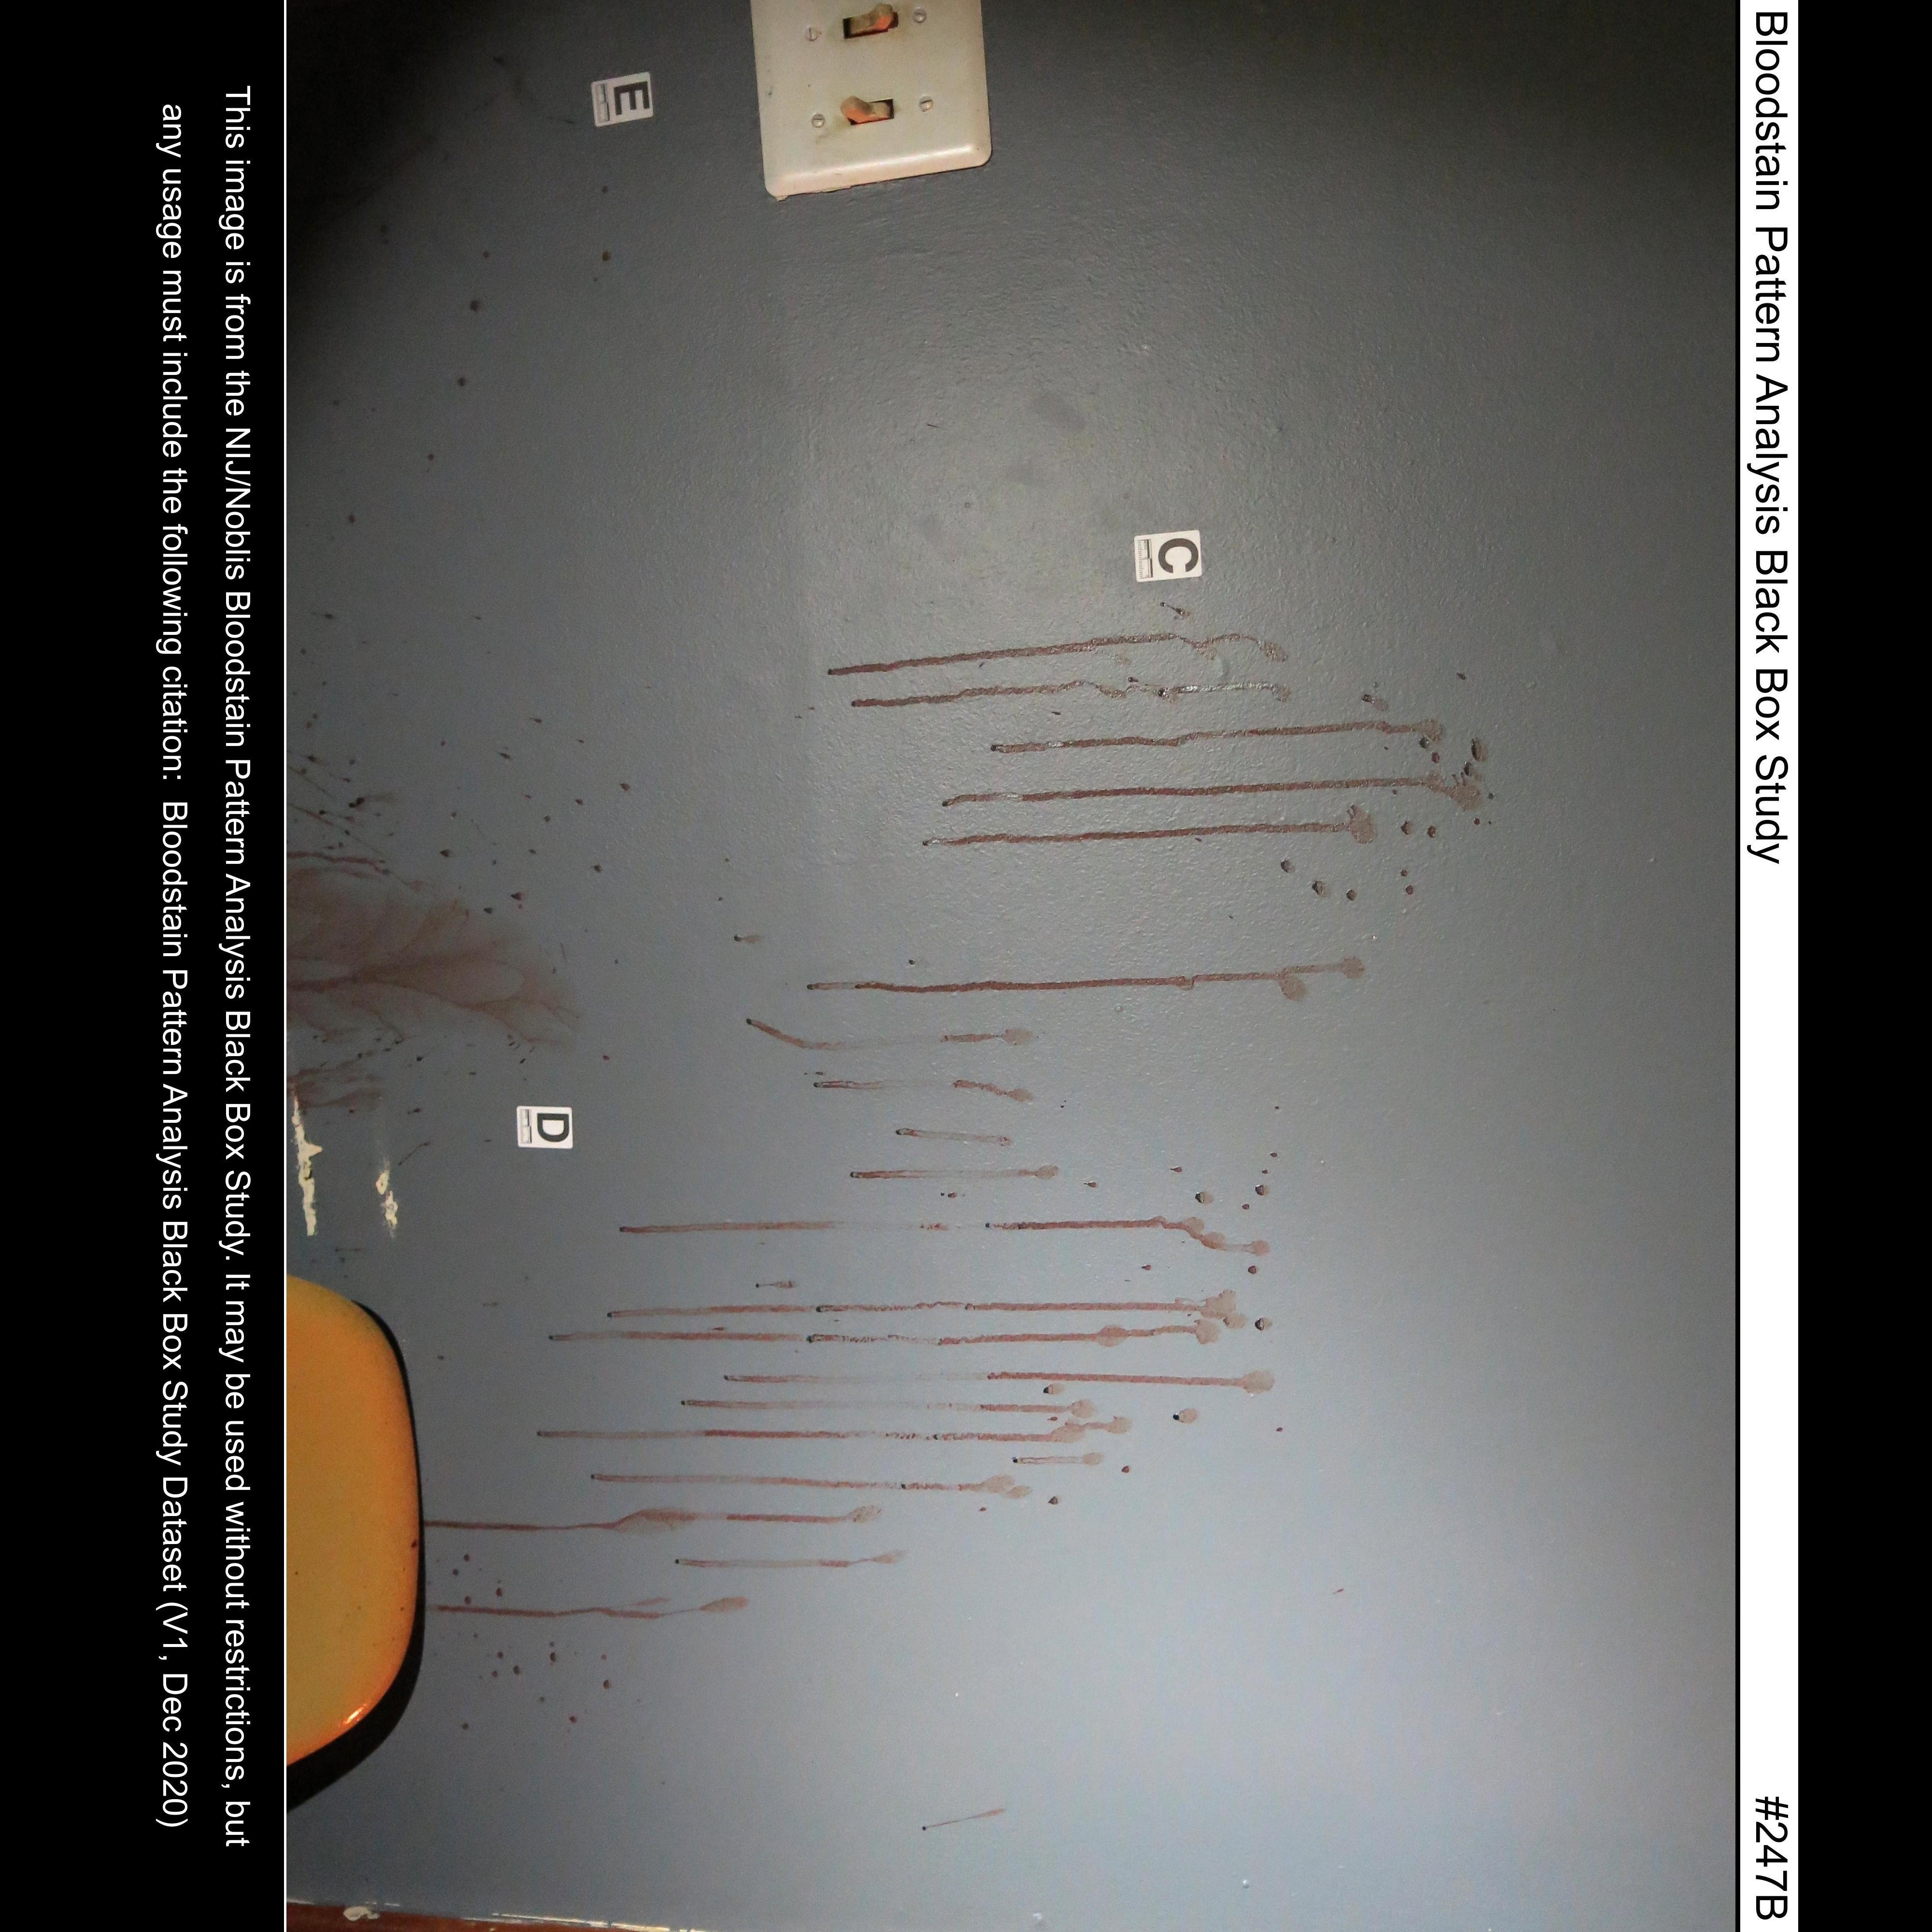 Bloodstain Pattern Analysis Black Box Study #247B
E
C
D
This image is from the NIJ/Noblis Bloodstain Pattern Analysis Black Box Study. It may be used without restrictions, but
any usage must include the following citation: Bloodstain Pattern Analysis Black Box Study Dataset (V1, Dec 2020)